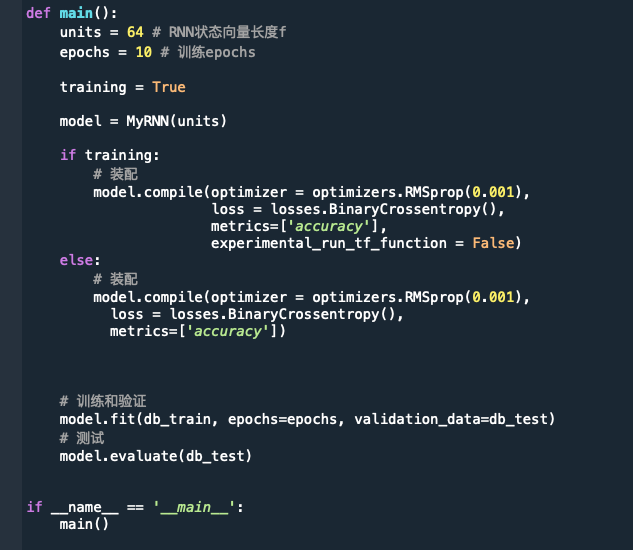 def main():
units = 64 # RNN状态向量长度f
epochs = 10 # 训练epochs
training = True
model = MyRNN(units)
if training:
# 装配
model.compile(optimizer = optimizers.RMSprop(0.001),
loss = losses.BinaryCrossentropy(),
metrics=['accuracy'],
experimental_run_tf_function = False)
else:
# 装配
model.compile(optimizer = optimizers.RMSprop(0.001),
loss = losses.BinaryCrossentropy(),
metrics=['accuracy'])
# 训练和验证
model.fit(db_train, epochs=epochs, validation_data=db_test)
# 测试
model.evaluate(db_test)
if __name__ == '__main__':
main()